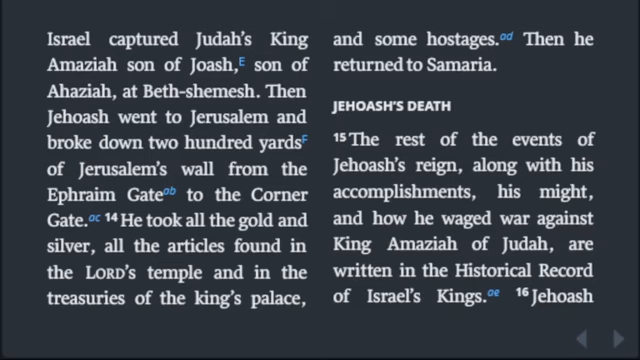 Israel captured Judah's King
Amaziah son of Joash,E son of
Ahaziah, at Beth-shemesh. Then
Jehoash went to Jerusalem and
broke down two hundred yardsF
of Jerusalem's wall from the
Ephraim Gateab to the Corner
Gate.ac 14 He took all the gold and
silver, all the articles found in
the LORD's temple and in the
treasuries of the king's palace,
and some hostages.ad Then he
returned to Samaria.
JEHOASH'S DEATH
15 The rest of the events of
Jehoash's reign, along with his
accomplishments, his might,
and how he waged war against
King Amaziah of Judah, are
written in the Historical Record
of Israel's Kings.ae 16 Jehoash